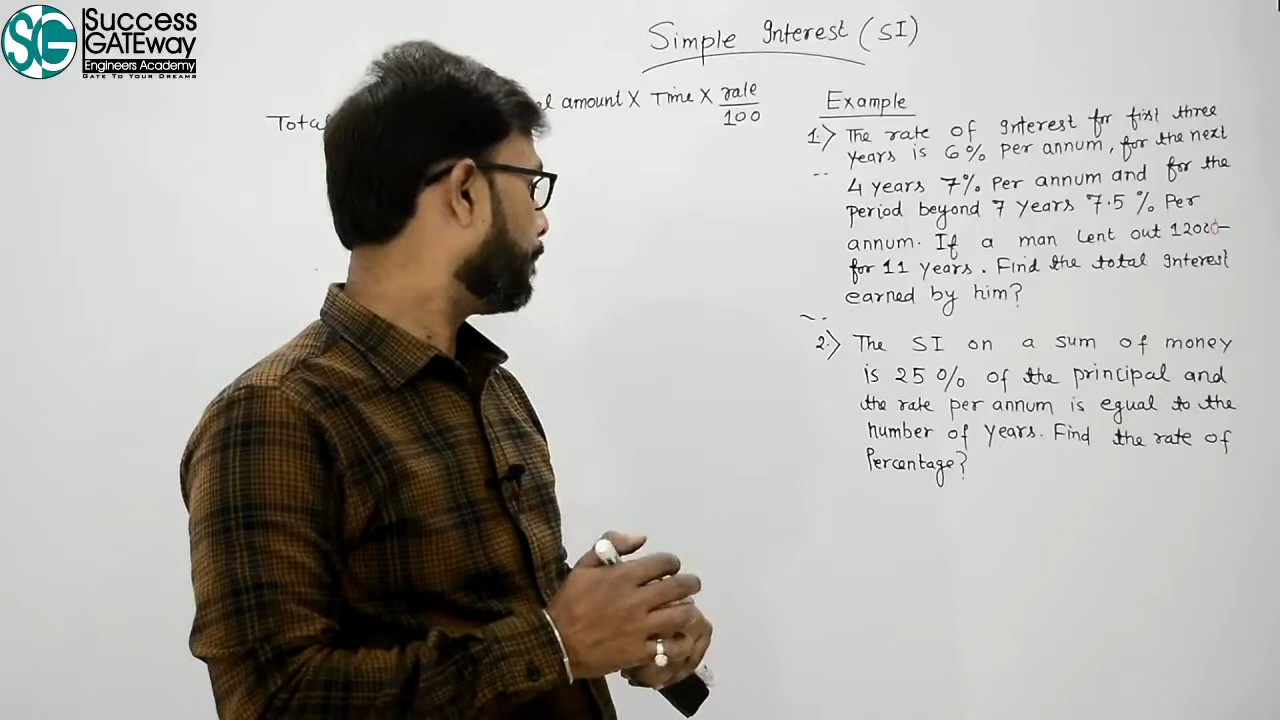 Success
GATEway
Engineers Academy
GATE TO YOUR DREAMS
SG
Simple Interest (SI)
Total
amount X Time X rate
100
Example
1.> The rate of Interest for first three
years is 6% Per annum, for the next
4 years 7% Per annum and for the
period beyond 7 years 7.5 % Per
annum. If a man lent out 1200
for 11 years. Find the total Interest
earned by him?
2.> The SI on a sum of money
is 25% of the principal and
the rate per annum is equal to the
number of years. Find the rate of
Percentage?